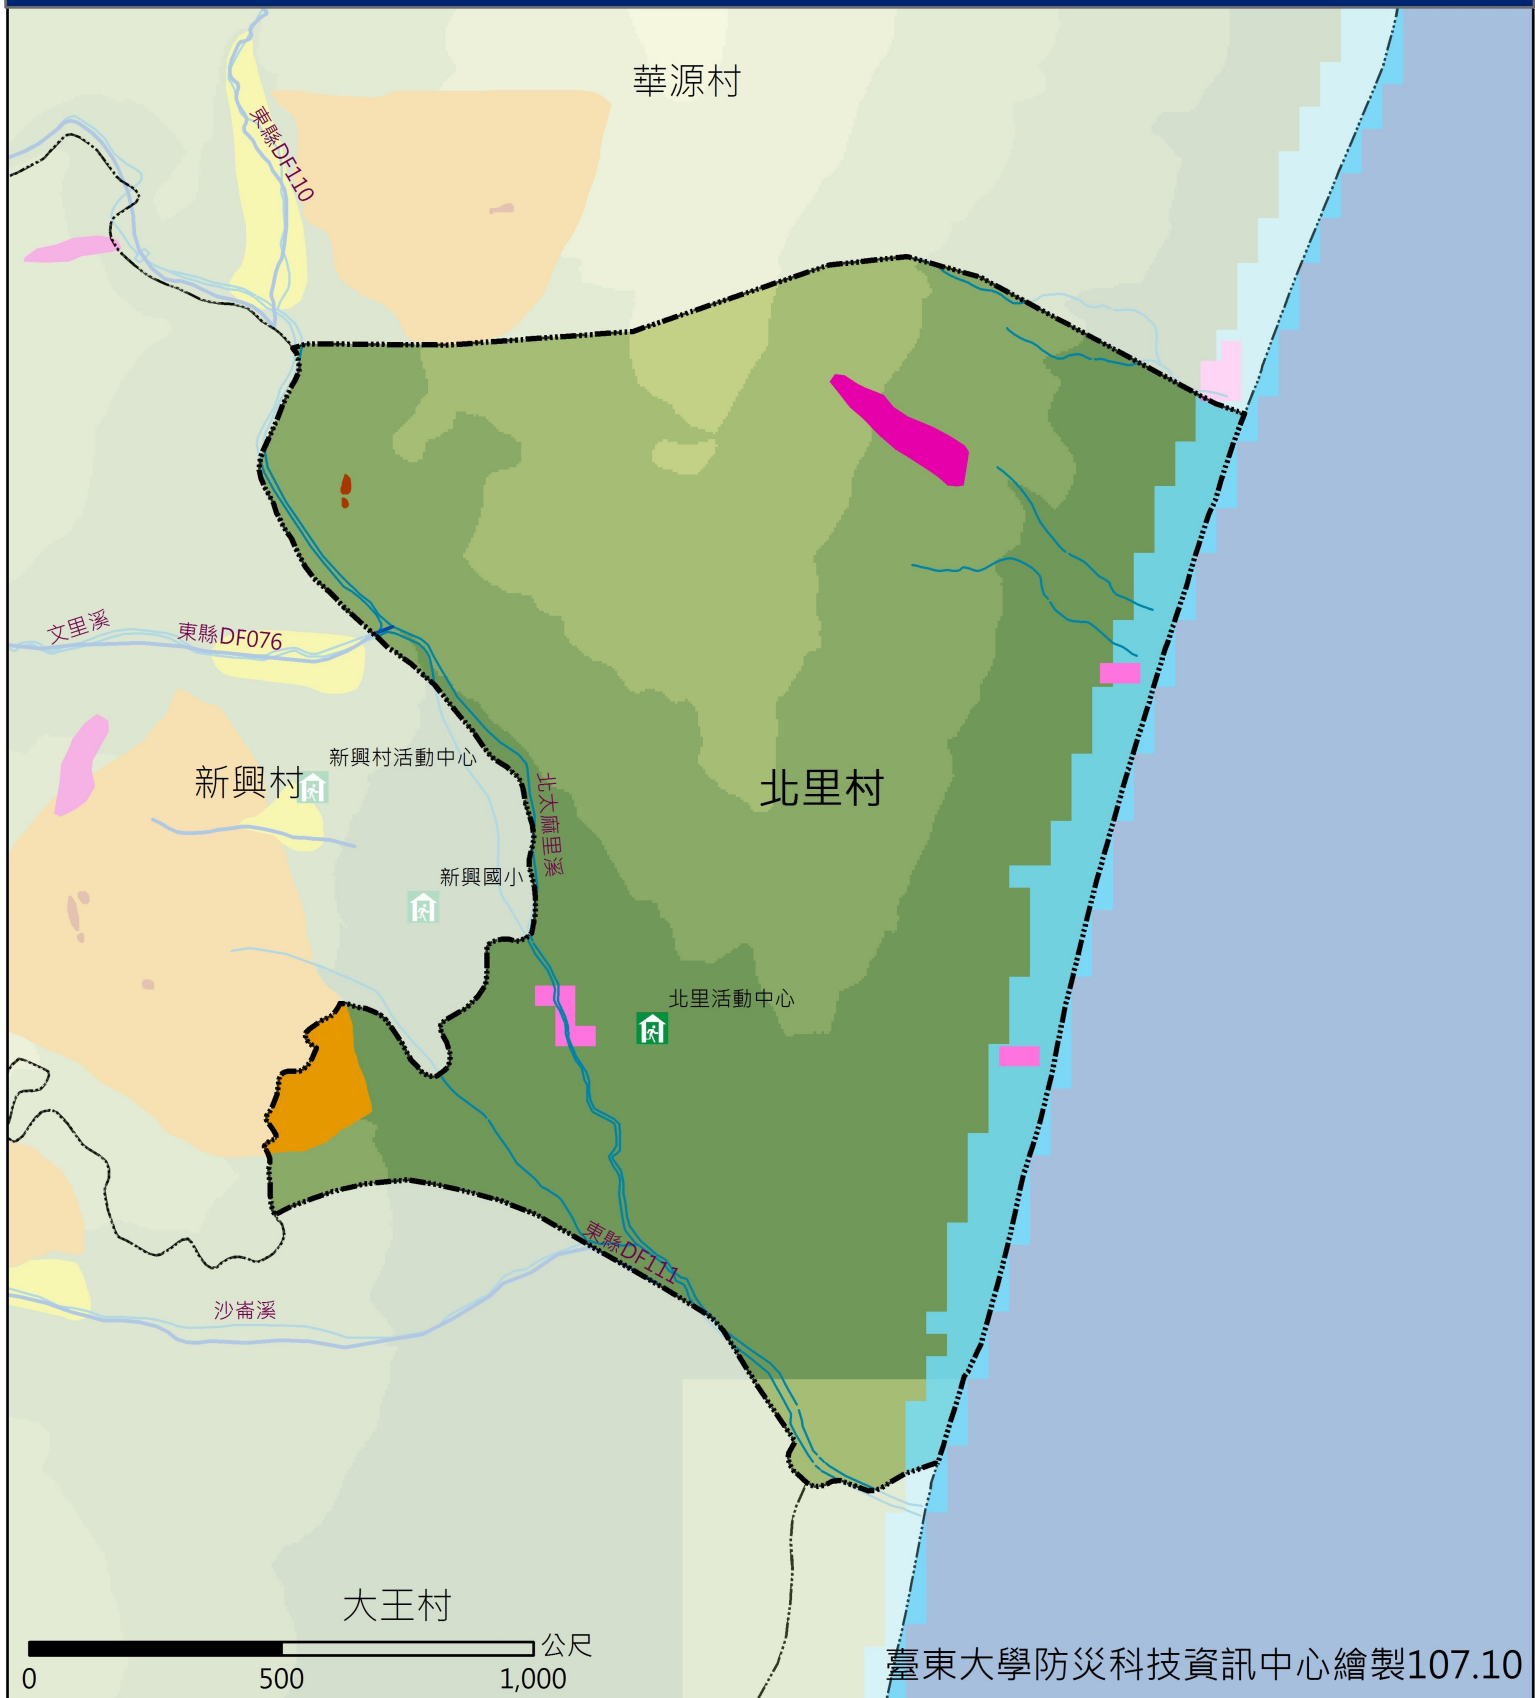 華源村
東縣DF110
文里溪
東縣DF076
新興村活動中心
新興村
北里村
北太麻里溪
新興國小
北里活動中心
東縣DF111
沙崙溪
大王村
公尺
0 500 1,000
臺東大學防災科技資訊中心繪製107.10